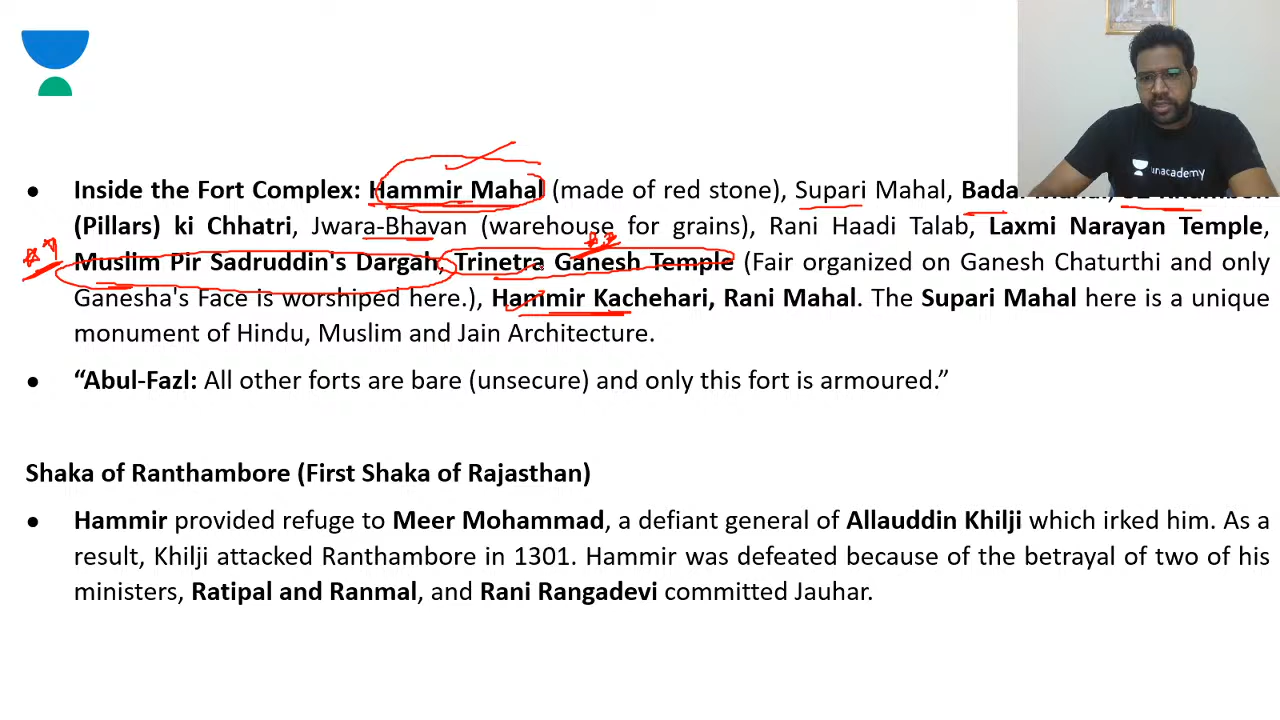 unacademy
● Inside the Fort Complex: Hammir Mahal (made of red stone), Supari Mahal,
(Pillars) ki Chhatri, Jwara-Bhavan (warehouse for grains), Rani Haadi Talab, Laxmi Narayan Temple,
Muslim Pir Sadruddin's Dargah, Trinetra Ganesh Temple (Fair organized on Ganesh Chaturthi and only
Ganesha's Face is worshiped here.), Hammir Kachehari, Rani Mahal. The Supari Mahal here is a unique
monument of Hindu, Muslim and Jain Architecture.
● “Abul-Fazl: All other forts are bare (unsecure) and only this fort is armoured.”
Shaka of Ranthambore (First Shaka of Rajasthan)
● Hammir provided refuge to Meer Mohammad, a defiant general of Allauddin Khilji which irked him. As a
result, Khilji attacked Ranthambore in 1301. Hammir was defeated because of the betrayal of two of his
ministers, Ratipal and Ranmal, and Rani Rangadevi committed Jauhar.